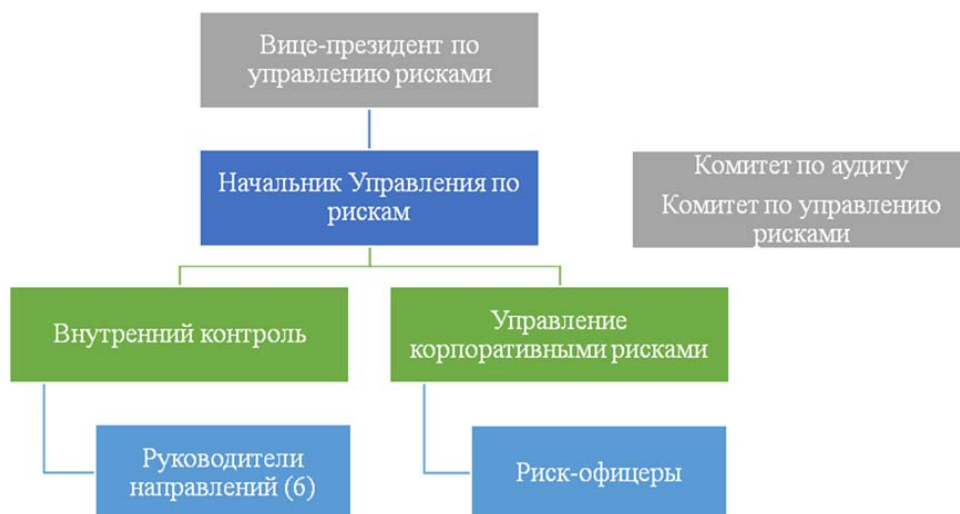 Вице-президент по
управлению рисками
Начальник Управления по
рискам
Комитет по аудиту
Комитет по управлению
рисками
Внутренний контроль
Управление
корпоративными рисками
Руководители
направлений (6)
Риск-офицеры